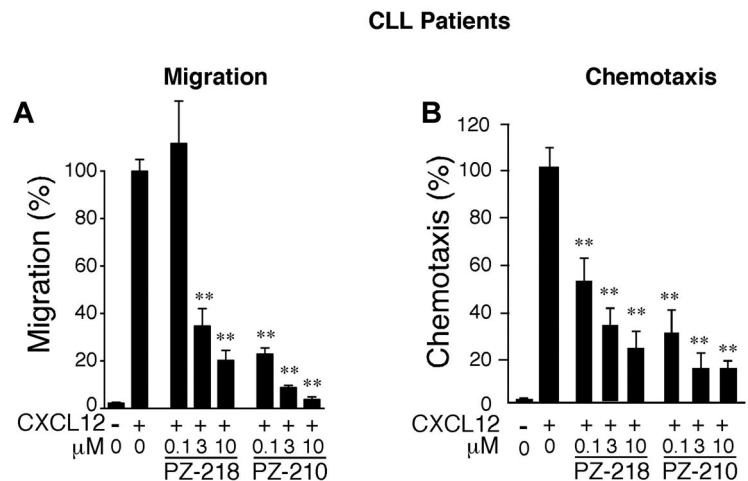 CLL Patients
Migration
Chemotaxis
A
Migration (%)
100
80
60
40
20
0
** ** ** ** **
CXCL12 - + + + + + + +
μM 0 0 0.1 3 10 0.1 3 10
PZ-218 PZ-210
B
Chemotaxis (%)
120
100
80
60
40
20
0
** ** ** ** ** **
CXCL12 - + + + + + + +
μM 0 0 0.1 3 10 0.1 3 10
PZ-218 PZ-210